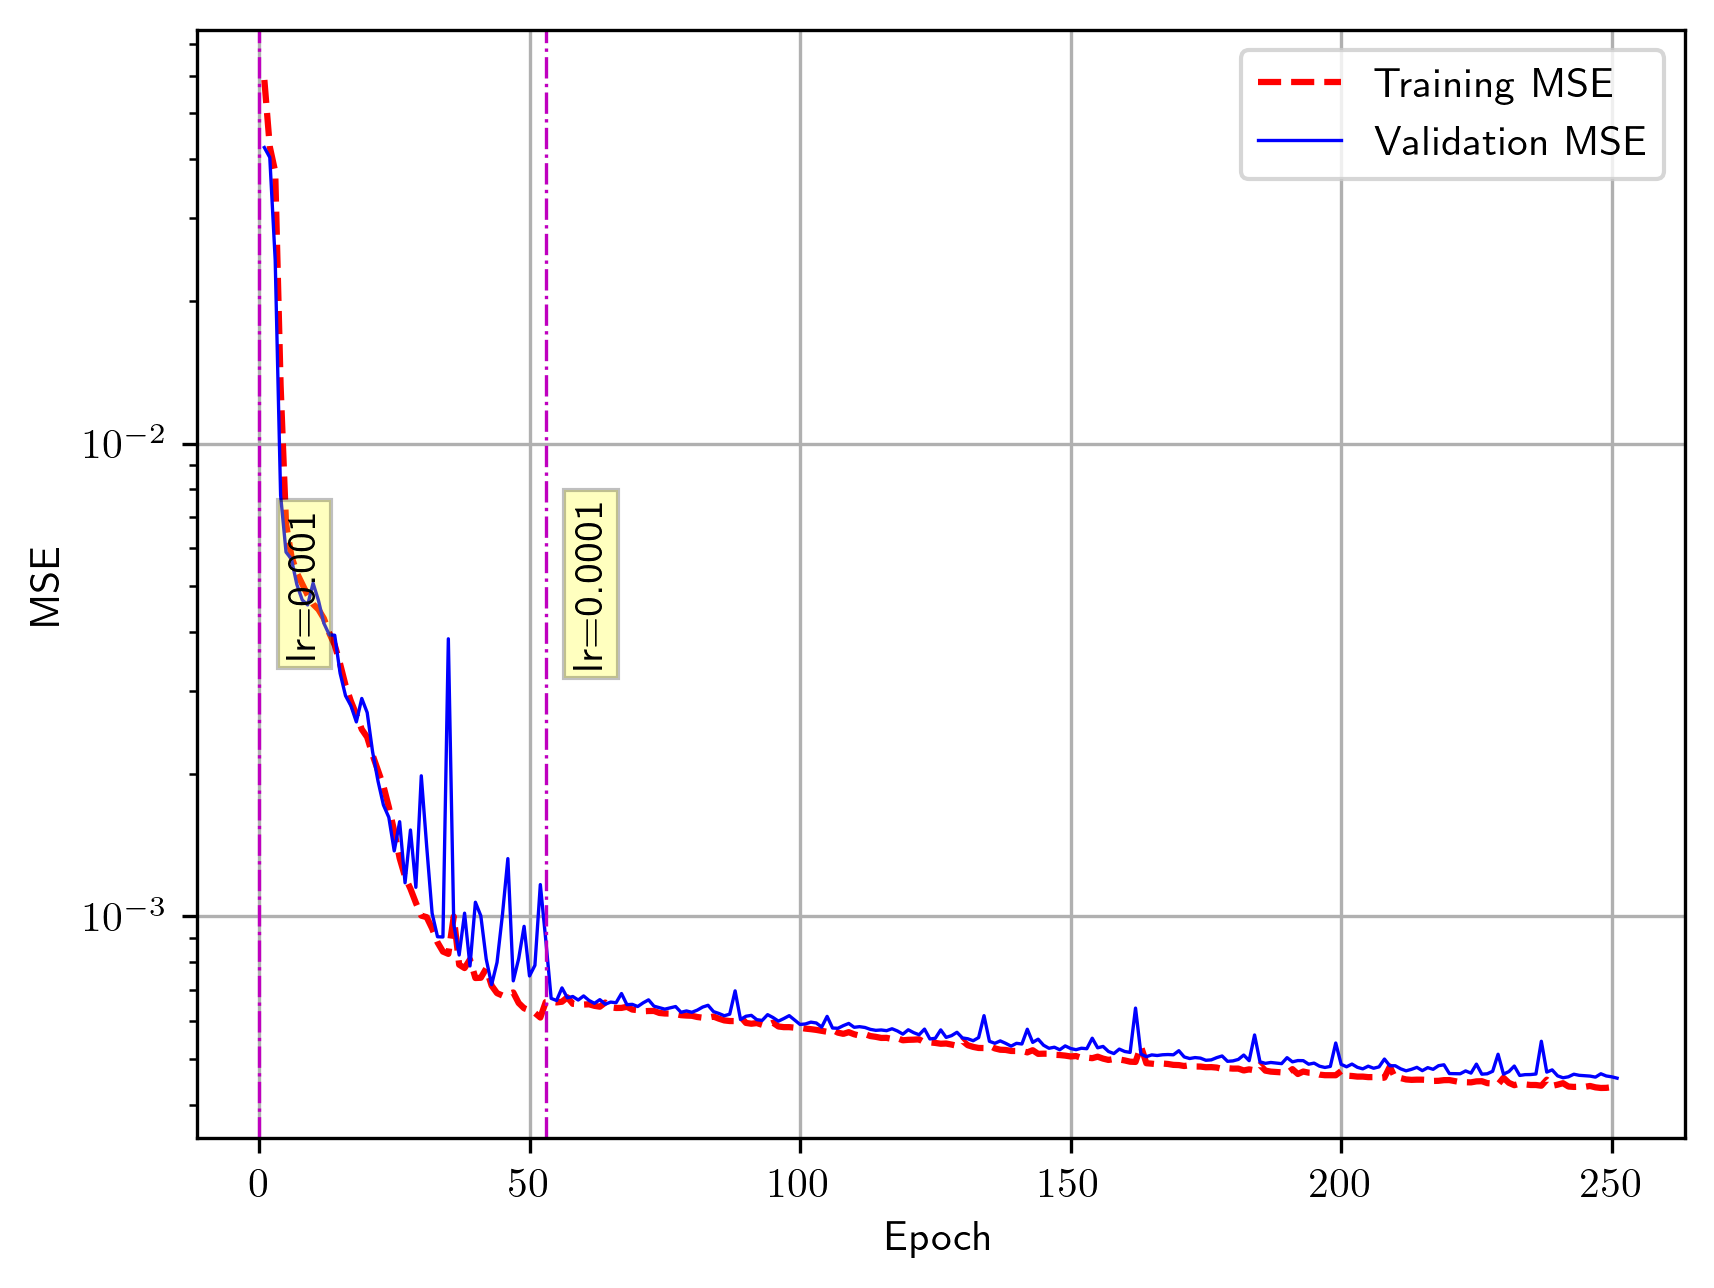 Training MSE
Validation MSE
10⁻²
10⁻³
MSE
lr=0.001
lr=0.0001
0 50 100 150 200 250
Epoch